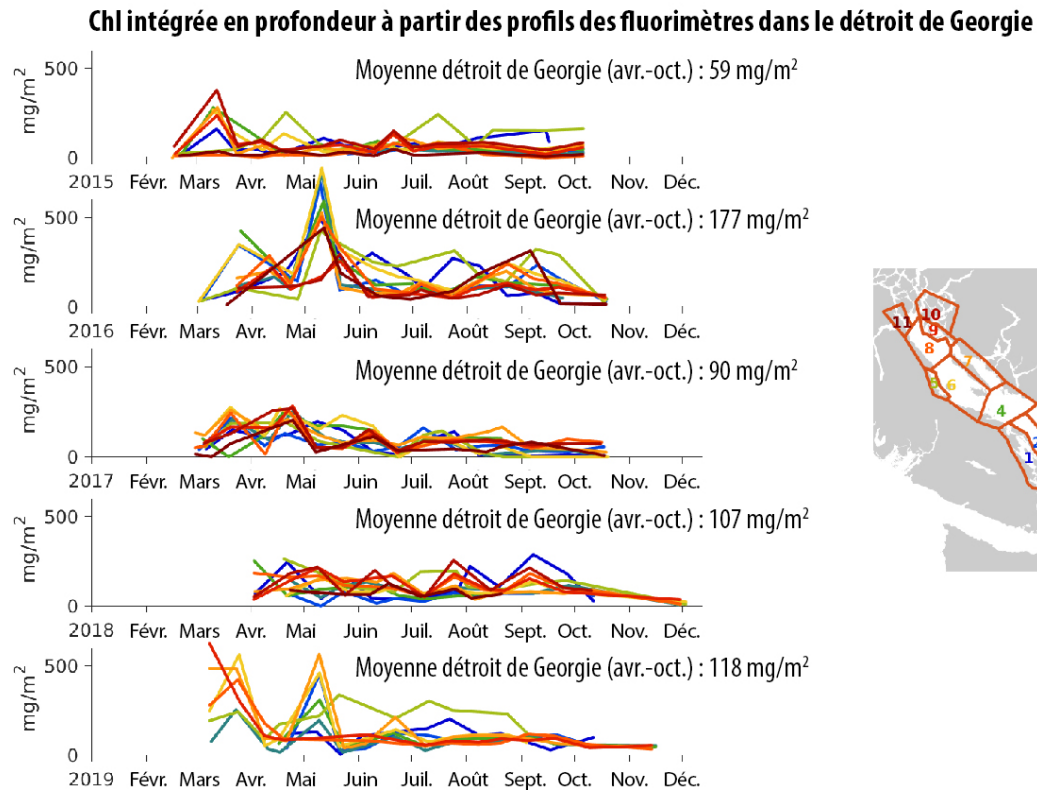 Chl intégrée en profondeur à partir des profils des fluorimètres dans le détroit de Georgie
Moyenne détroit de Georgie (avr.-oct.) : 59 mg/m²
mg/m²
500
0
2015 Févr. Mars Avr. Mai Juin Juil. Août Sept. Oct. Nov. Déc.
Moyenne détroit de Georgie (avr.-oct.) : 177 mg/m²
mg/m²
500
0
2016 Févr. Mars Avr. Mai Juin Juil. Août Sept. Oct. Nov. Déc.
Moyenne détroit de Georgie (avr.-oct.) : 90 mg/m²
mg/m²
500
0
2017 Févr. Mars Avr. Mai Juin Juil. Août Sept. Oct. Nov. Déc.
Moyenne détroit de Georgie (avr.-oct.) : 107 mg/m²
mg/m²
500
0
2018 Févr. Mars Avr. Mai Juin Juil. Août Sept. Oct. Nov. Déc.
Moyenne détroit de Georgie (avr.-oct.) : 118 mg/m²
mg/m²
500
0
2019 Févr. Mars Avr. Mai Juin Juil. Août Sept. Oct. Nov. Déc.
10
11
9
8
7
5 6
4
2
1